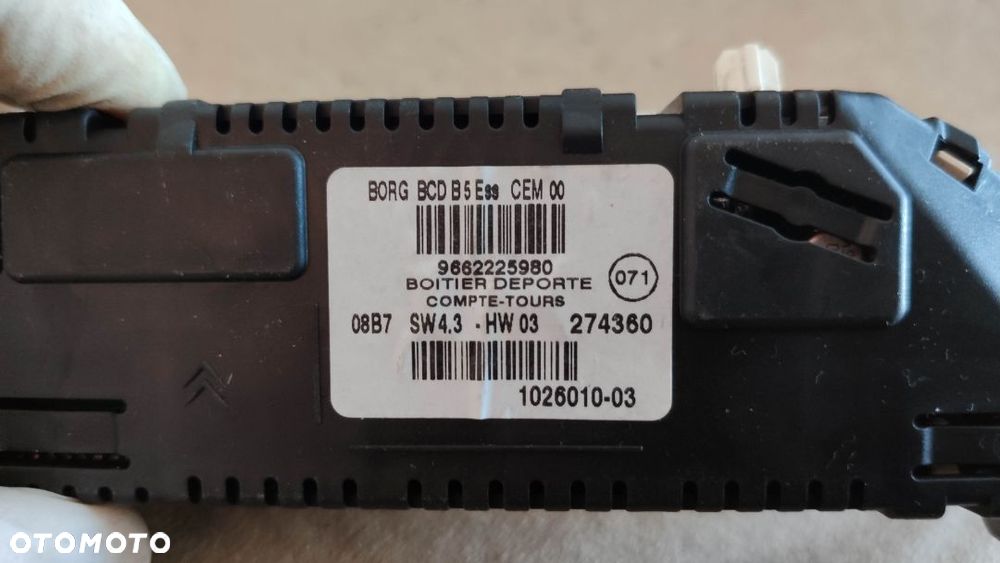 BORG BCD B5 Ess CEM 00
9662225980
BOITIER DEPORTE
071
COMPTE-TOURS
08B7 SW4.3 - HW 03 274360
1026010-03
OTOMOTO